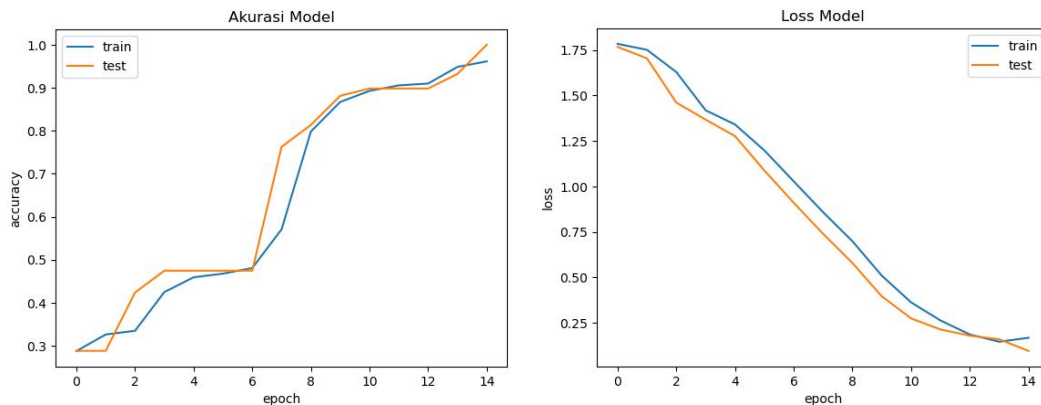 Akurasi Model
train
test
accuracy
1.0
0.9
0.8
0.7
0.6
0.5
0.4
0.3
0 2 4 6 8 10 12 14
epoch
Loss Model
train
test
loss
1.75
1.50
1.25
1.00
0.75
0.50
0.25
0 2 4 6 8 10 12 14
epoch